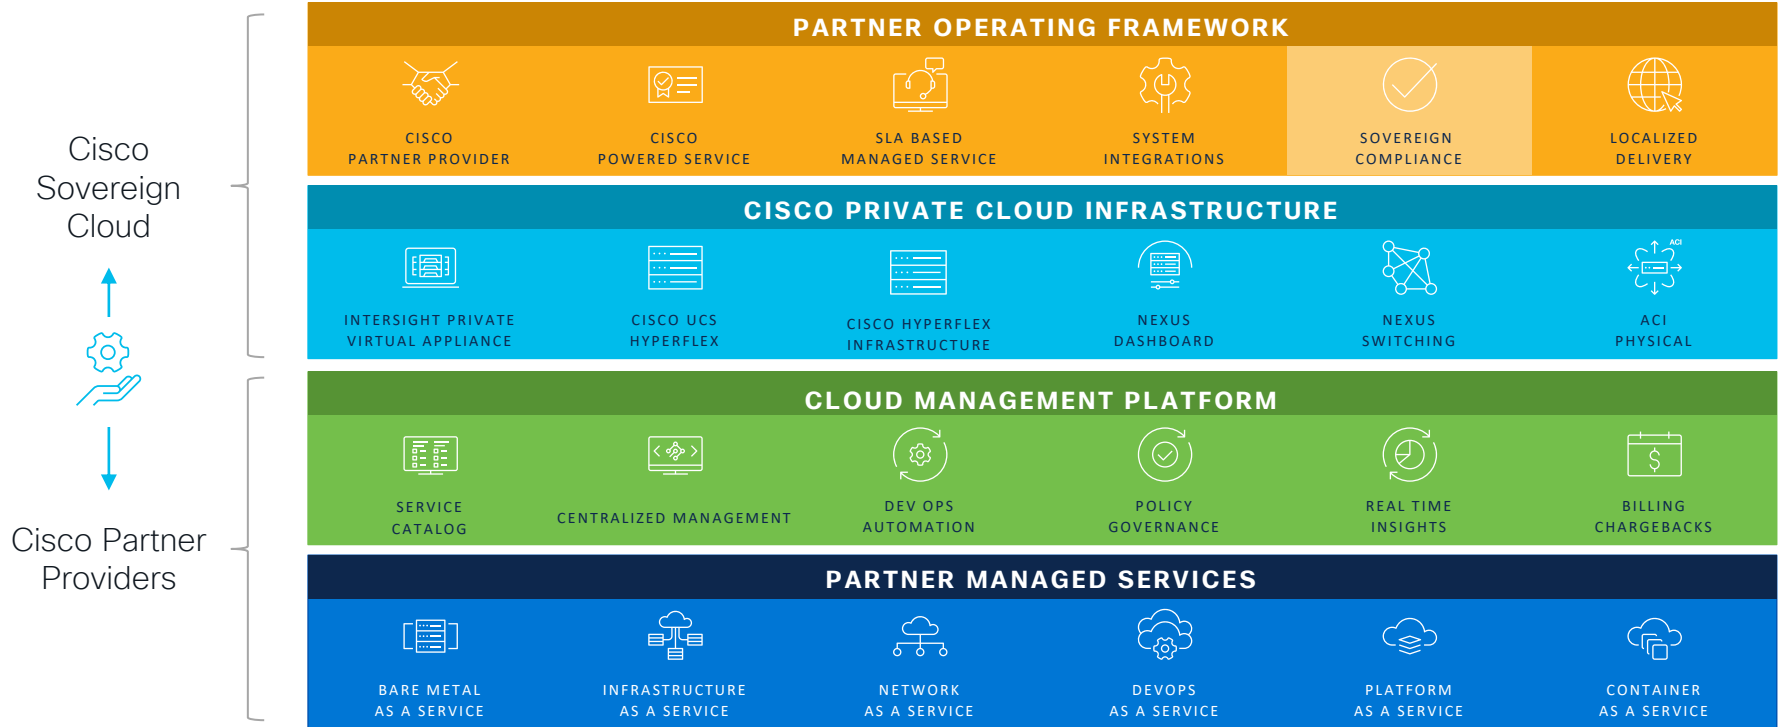 PARTNER OPERATING FRAMEWORK
CISCO
PARTNER PROVIDER
CISCO
POWERED SERVICE
SLA BASED
MANAGED SERVICE
SYSTEM
INTEGRATIONS
SOVEREIGN
COMPLIANCE
LOCALIZED
DELIVERY
Cisco
Sovereign
Cloud
CISCO PRIVATE CLOUD INFRASTRUCTURE
ACI
INTERSIGHT PRIVATE
VIRTUAL APPLIANCE
CISCO UCS
HYPERFLEX
CISCO HYPERFLEX
INFRASTRUCTURE
NEXUS
DASHBOARD
NEXUS
SWITCHING
ACI
PHYSICAL
CLOUD MANAGEMENT PLATFORM
$
SERVICE
CATALOG
CENTRALIZED MANAGEMENT
DEV OPS
AUTOMATION
POLICY
GOVERNANCE
REAL TIME
INSIGHTS
BILLING
CHARGEBACKS
Cisco Partner
Providers
PARTNER MANAGED SERVICES
BARE METAL
AS A SERVICE
INFRASTRUCTURE
AS A SERVICE
NETWORK
AS A SERVICE
DEVOPS
AS A SERVICE
PLATFORM
AS A SERVICE
CONTAINER
AS A SERVICE